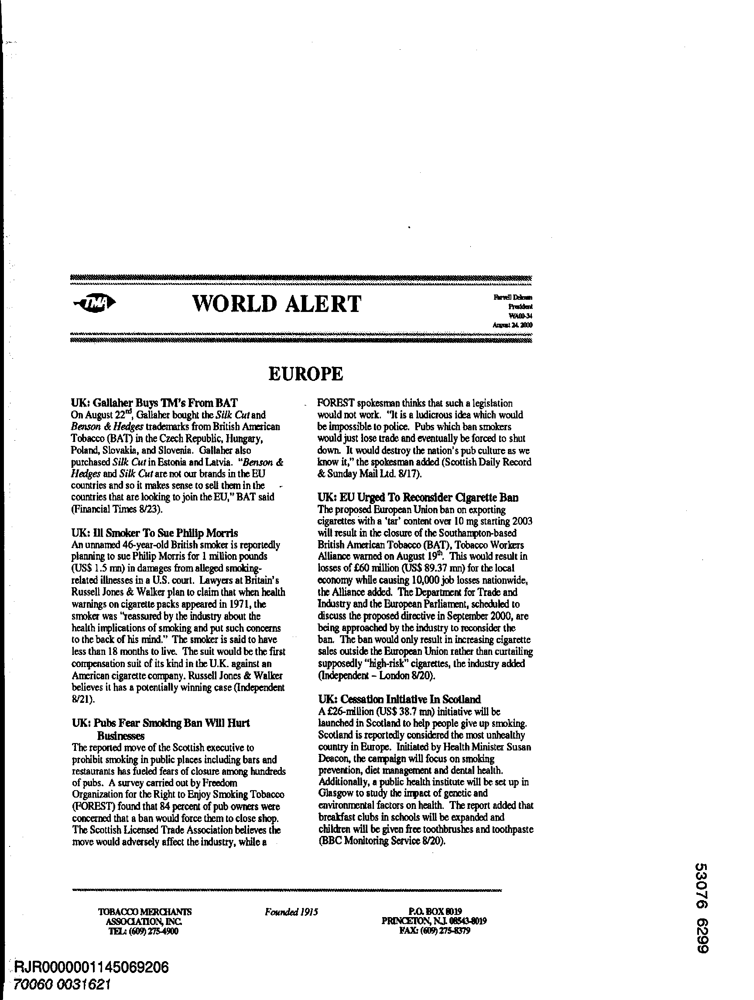 TMA
WORLD ALERT
Farrell Delman
President
WA00-34
August 24, 2000
EUROPE
UK: Gallaher Buys TM's From BAT
On August 22nd, Gallaher bought the Silk Cut and
Benson & Hedges trademarks from British American
Tobacco (BAT) in the Czech Republic, Hungary,
Poland, Slovakia, and Slovenia. Gallaher also
purchased Silk Cut in Estonia and Latvia. "Benson &
Hedges and Silk Cut are not our brands in the EU
countries and so it makes sense to sell them in the
countries that are looking to join the EU," BAT said
(Financial Times 8/23).
UK: Ill Smoker To Sue Philip Morris
An unnamed 46-year-old British smoker is reportedly
planning to sue Philip Morris for 1 million pounds
(US$ 1.5 mn) in damages from alleged smoking-
related illnesses in a U.S. court. Lawyers at Britain's
Russell Jones & Walker plan to claim that when health
warnings on cigarette packs appeared in 1971, the
smoker was "reassured by the industry about the
health implications of smoking and put such concerns
to the back of his mind." The smoker is said to have
less than 18 months to live. The suit would be the first
compensation suit of its kind in the U.K. against an
American cigarette company. Russell Jones & Walker
believes it has a potentially winning case (Independent
8/21).
UK: Pubs Fear Smoking Ban Will Hurt
Businesses
The reported move of the Scottish executive to
prohibit smoking in public places including bars and
restaurants has fueled fears of closure among hundreds
of pubs. A survey carried out by Freedom
Organization for the Right to Enjoy Smoking Tobacco
(FOREST) found that 84 percent of pub owners were
concerned that a ban would force them to close shop.
The Scottish Licensed Trade Association believes the
move would adversely affect the industry, while a
FOREST spokesman thinks that such a legislation
would not work. "It is a ludicrous idea which would
be impossible to police. Pubs which ban smokers
would just lose trade and eventually be forced to shut
down. It would destroy the nation's pub culture as we
know it," the spokesman added (Scottish Daily Record
& Sunday Mail Ltd. 8/17).
UK: EU Urged To Reconsider Cigarette Ban
The proposed European Union ban on exporting
cigarettes with a 'tar' content over 10 mg starting 2003
will result in the closure of the Southampton-based
British American Tobacco (BAT), Tobacco Workers
Alliance warned on August 19th. This would result in
losses of £60 million (US$ 89.37 mn) for the local
economy while causing 10,000 job losses nationwide,
the Alliance added. The Department for Trade and
Industry and the European Parliament, scheduled to
discuss the proposed directive in September 2000, are
being approached by the industry to reconsider the
ban. The ban would only result in increasing cigarette
sales outside the European Union rather than curtailing
supposedly "high-risk" cigarettes, the industry added
(Independent – London 8/20).
UK: Cessation Initiative In Scotland
A £26-million (US$ 38.7 mn) initiative will be
launched in Scotland to help people give up smoking.
Scotland is reportedly considered the most unhealthy
country in Europe. Initiated by Health Minister Susan
Deacon, the campaign will focus on smoking
prevention, diet management and dental health.
Additionally, a public health institute will be set up in
Glasgow to study the impact of genetic and
environmental factors on health. The report added that
breakfast clubs in schools will be expanded and
children will be given free toothbrushes and toothpaste
(BBC Monitoring Service 8/20).
TOBACCO MERCHANTS
ASSOCIATION, INC.
TEL: (609) 275-4900
Founded 1915
P.O. BOX 8019
PRINCETON, N.J. 08543-8019
FAX: (609) 275-8379
53076 6299
RJR0000001145069206
70060 0031621